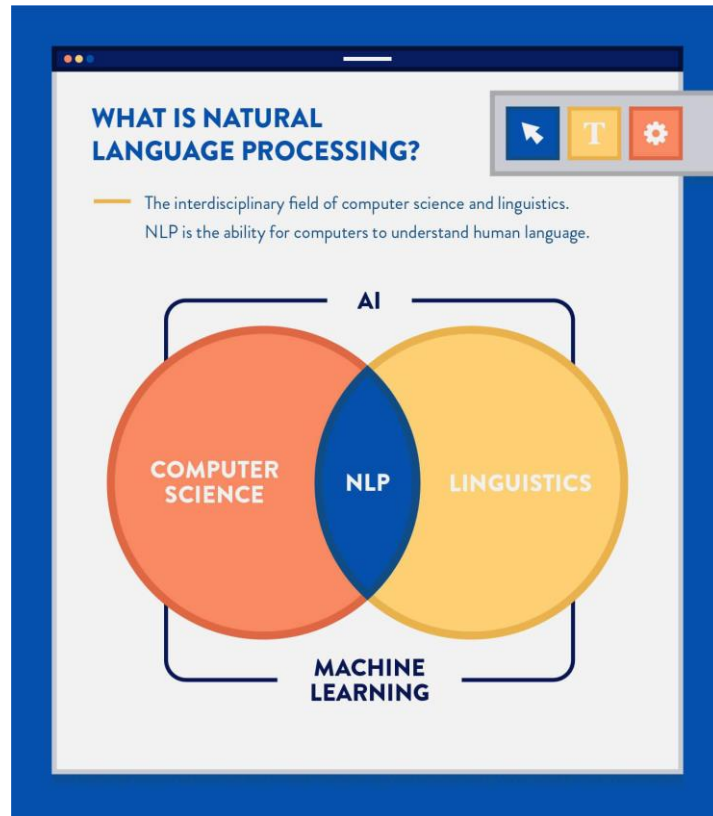 WHAT IS NATURAL
LANGUAGE PROCESSING?
T
The interdisciplinary field of computer science and linguistics.
NLP is the ability for computers to understand human language.
AI
COMPUTER
SCIENCE
NLP
LINGUISTICS
MACHINE
LEARNING